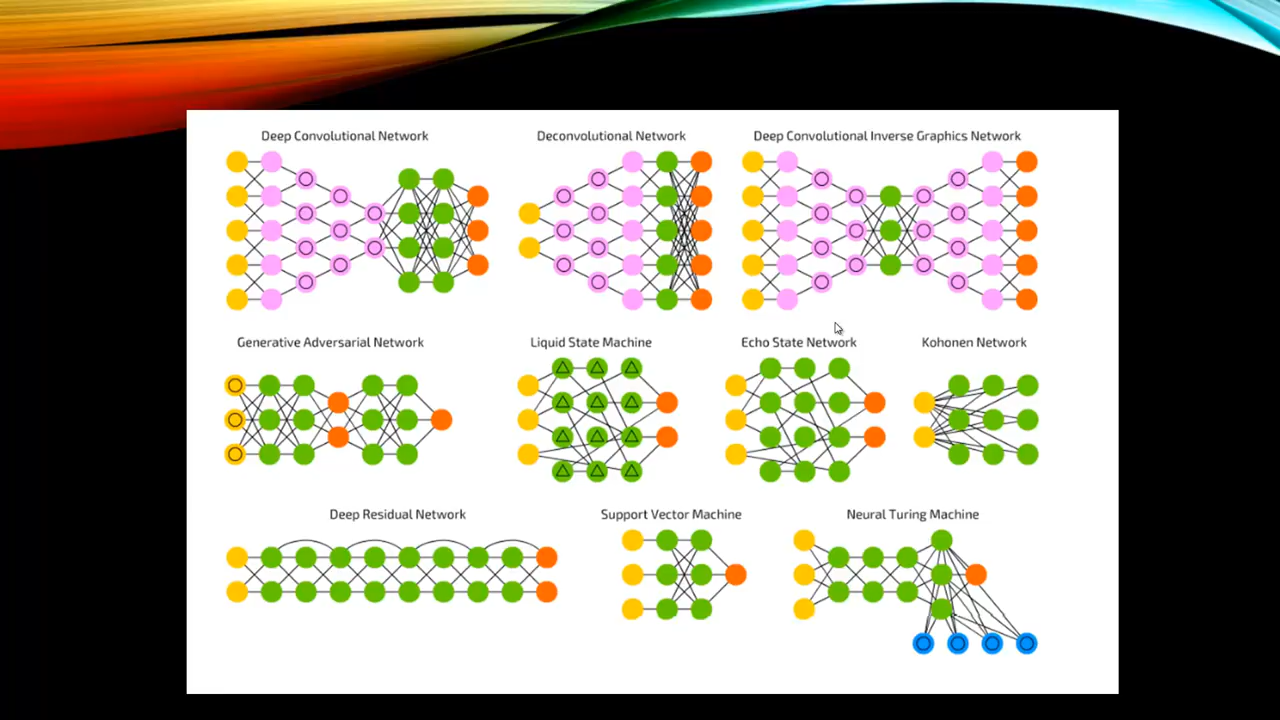 Deep Convolutional Network
Deconvolutional Network
Deep Convolutional Inverse Graphics Network
Generative Adversarial Network
Liquid State Machine
Echo State Network
Kohonen Network
Deep Residual Network
Support Vector Machine
Neural Turing Machine